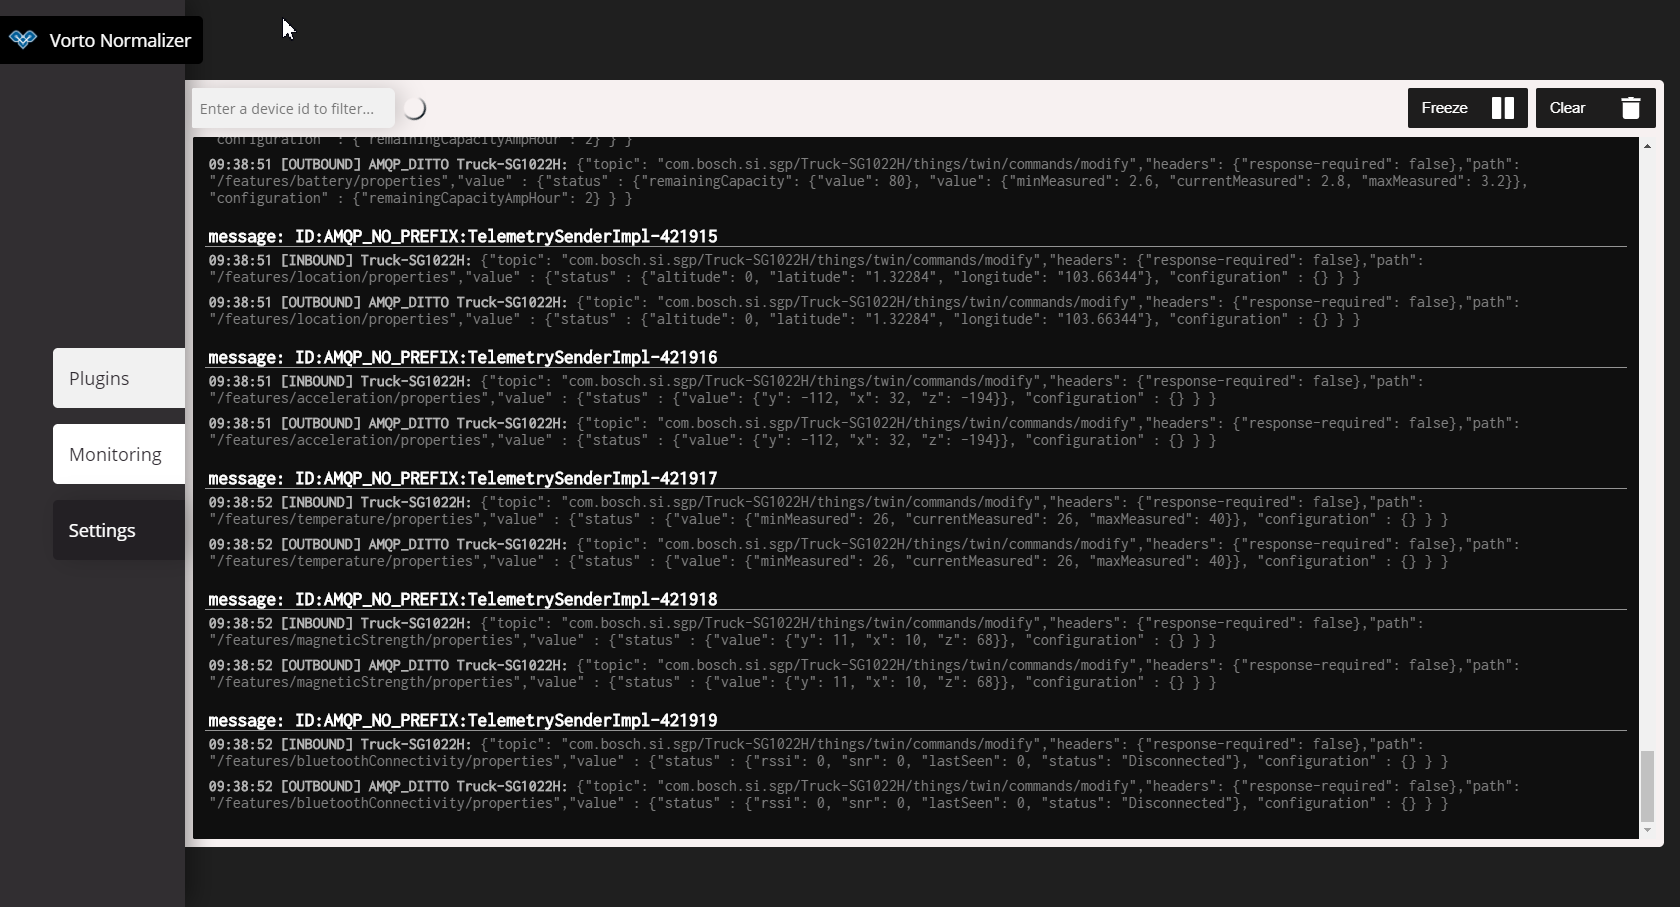 Vorto Normalizer
Enter a device id to filter...
Freeze
Clear
Plugins
Monitoring
Settings
"configuration" : {"remainingCapacityAmpHour": 2} } }
09:38:51 [OUTBOUND] AMQP_DITTO Truck-SG1022H: {"topic": "com.bosch.si.sgp/Truck-SG1022H/things/twin/commands/modify","headers": {"response-required": false},"path":
"/features/battery/properties","value" : {"status" : {"remainingCapacity": {"value": 80}, "value": {"minMeasured": 2.6, "currentMeasured": 2.8, "maxMeasured": 3.2}},
"configuration" : {"remainingCapacityAmpHour": 2} } }
message: ID:AMQP_NO_PREFIX:TelemetrySenderImpl-421915
09:38:51 [INBOUND] Truck-SG1022H: {"topic": "com.bosch.si.sgp/Truck-SG1022H/things/twin/commands/modify","headers": {"response-required": false},"path":
"/features/location/properties","value" : {"status" : {"altitude": 0, "latitude": "1.32284", "longitude": "103.66344"}, "configuration" : {} } }
09:38:51 [OUTBOUND] AMQP_DITTO Truck-SG1022H: {"topic": "com.bosch.si.sgp/Truck-SG1022H/things/twin/commands/modify","headers": {"response-required": false},"path":
"/features/location/properties","value" : {"status" : {"altitude": 0, "latitude": "1.32284", "longitude": "103.66344"}, "configuration" : {} } }
message: ID:AMQP_NO_PREFIX:TelemetrySenderImpl-421916
09:38:51 [INBOUND] Truck-SG1022H: {"topic": "com.bosch.si.sgp/Truck-SG1022H/things/twin/commands/modify","headers": {"response-required": false},"path":
"/features/acceleration/properties","value" : {"status" : {"value": {"y": -112, "x": 32, "z": -194}}, "configuration" : {} } }
09:38:51 [OUTBOUND] AMQP_DITTO Truck-SG1022H: {"topic": "com.bosch.si.sgp/Truck-SG1022H/things/twin/commands/modify","headers": {"response-required": false},"path":
"/features/acceleration/properties","value" : {"status" : {"value": {"y": -112, "x": 32, "z": -194}}, "configuration" : {} } }
message: ID:AMQP_NO_PREFIX:TelemetrySenderImpl-421917
09:38:52 [INBOUND] Truck-SG1022H: {"topic": "com.bosch.si.sgp/Truck-SG1022H/things/twin/commands/modify","headers": {"response-required": false},"path":
"/features/temperature/properties","value" : {"status" : {"value": {"minMeasured": 26, "currentMeasured": 26, "maxMeasured": 40}}, "configuration" : {} } }
09:38:52 [OUTBOUND] AMQP_DITTO Truck-SG1022H: {"topic": "com.bosch.si.sgp/Truck-SG1022H/things/twin/commands/modify","headers": {"response-required": false},"path":
"/features/temperature/properties","value" : {"status" : {"value": {"minMeasured": 26, "currentMeasured": 26, "maxMeasured": 40}}, "configuration" : {} } }
message: ID:AMQP_NO_PREFIX:TelemetrySenderImpl-421918
09:38:52 [INBOUND] Truck-SG1022H: {"topic": "com.bosch.si.sgp/Truck-SG1022H/things/twin/commands/modify","headers": {"response-required": false},"path":
"/features/magneticStrength/properties","value" : {"status" : {"value": {"y": 11, "x": 10, "z": 68}}, "configuration" : {} } }
09:38:52 [OUTBOUND] AMQP_DITTO Truck-SG1022H: {"topic": "com.bosch.si.sgp/Truck-SG1022H/things/twin/commands/modify","headers": {"response-required": false},"path":
"/features/magneticStrength/properties","value" : {"status" : {"value": {"y": 11, "x": 10, "z": 68}}, "configuration" : {} } }
message: ID:AMQP_NO_PREFIX:TelemetrySenderImpl-421919
09:38:52 [INBOUND] Truck-SG1022H: {"topic": "com.bosch.si.sgp/Truck-SG1022H/things/twin/commands/modify","headers": {"response-required": false},"path":
"/features/bluetoothConnectivity/properties","value" : {"status" : {"rssi": 0, "snr": 0, "lastSeen": 0, "status": "Disconnected"}, "configuration" : {} } }
09:38:52 [OUTBOUND] AMQP_DITTO Truck-SG1022H: {"topic": "com.bosch.si.sgp/Truck-SG1022H/things/twin/commands/modify","headers": {"response-required": false},"path":
"/features/bluetoothConnectivity/properties","value" : {"status" : {"rssi": 0, "snr": 0, "lastSeen": 0, "status": "Disconnected"}, "configuration" : {} } }